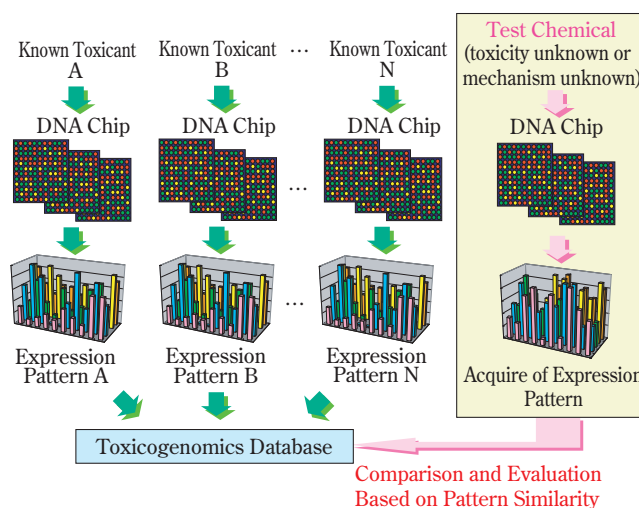 Known Toxicant
A
Known Toxicant
B
...
Known Toxicant
N
Test Chemical
(toxicity unknown or
mechanism unknown)
DNA Chip
DNA Chip
DNA Chip
DNA Chip
...
...
Expression
Pattern A
Expression
Pattern B
Expression
Pattern N
Acquire of Expression
Pattern
Toxicogenomics Database
Comparison and Evaluation
Based on Pattern Similarity